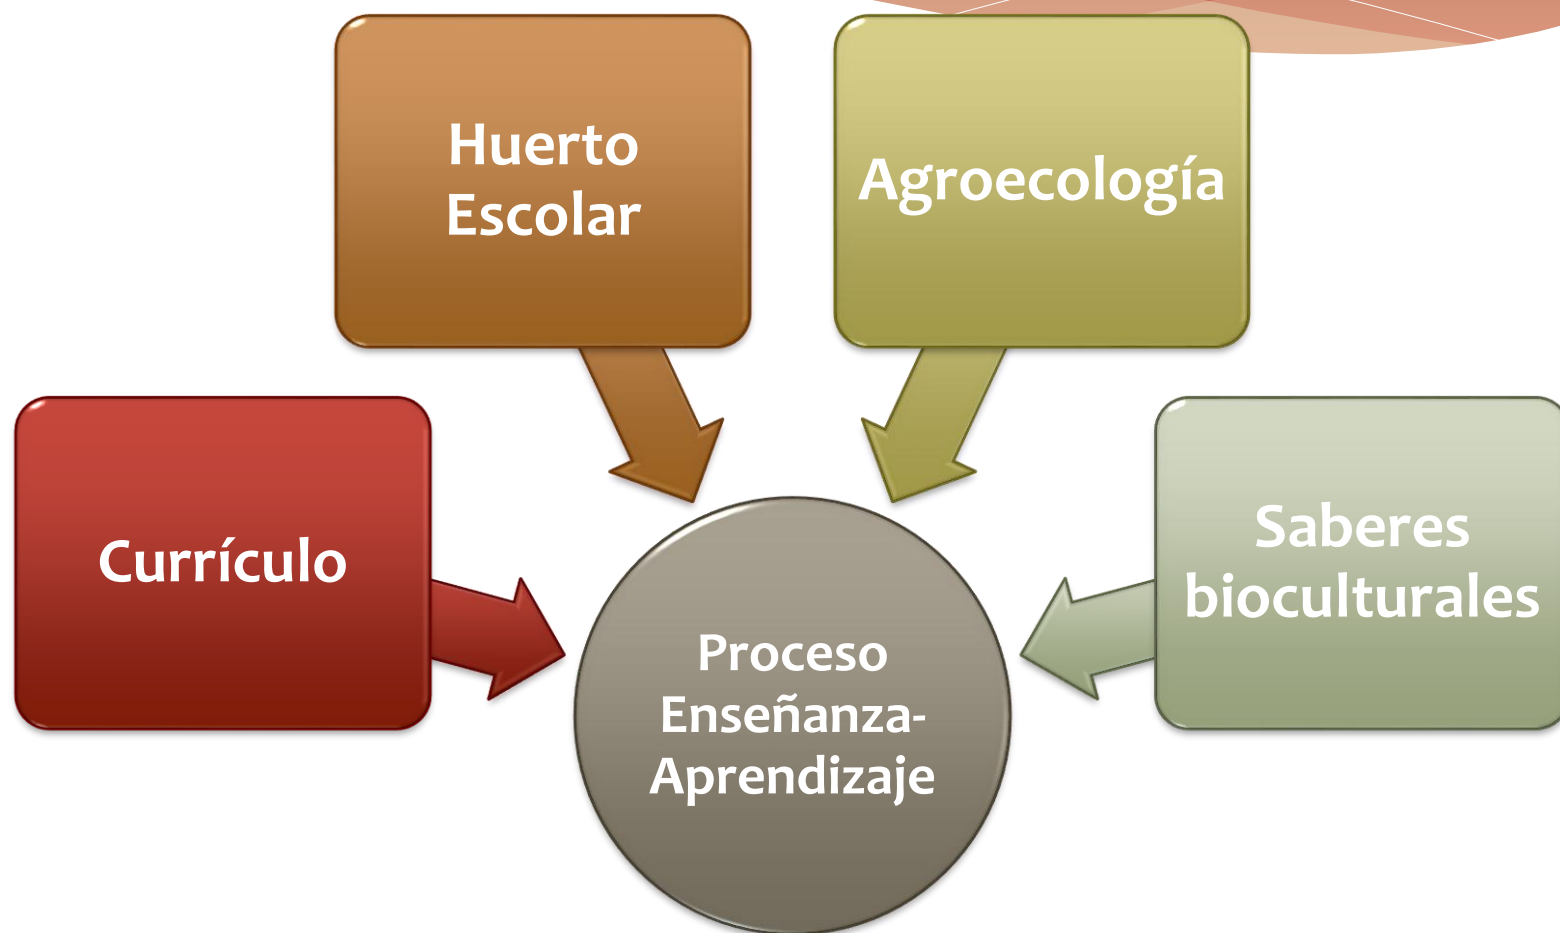 Huerto
Escolar
Agroecología
Currículo
Saberes
bioculturales
Proceso
Enseñanza-
Aprendizaje